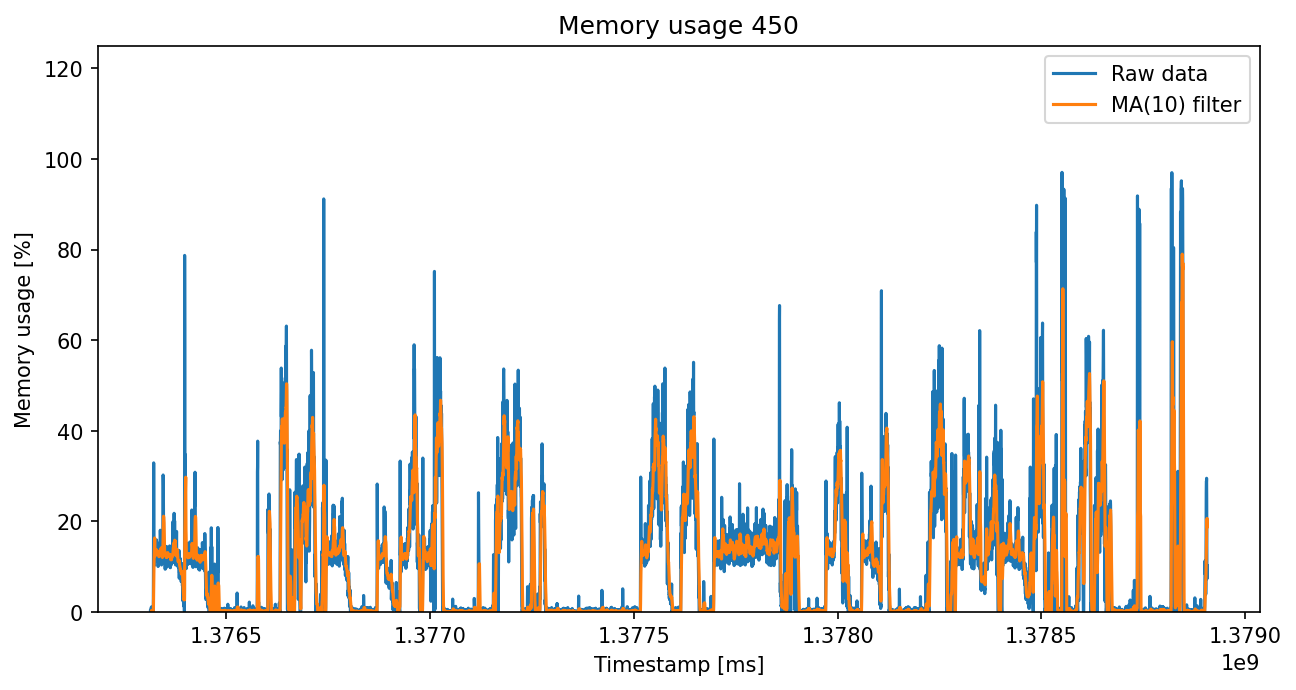 Memory usage 450
Raw data
MA(10) filter
Memory usage [%]
120
100
80
60
40
20
0
1.3765 1.3770 1.3775 1.3780 1.3785 1.3790
1e9
Timestamp [ms]